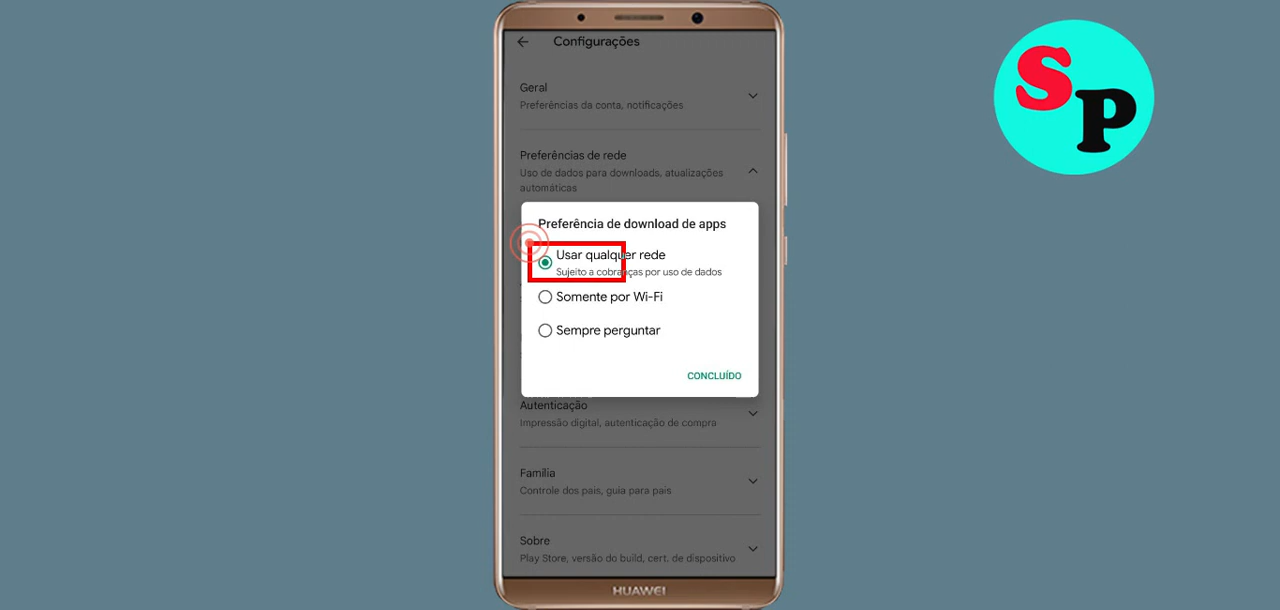 Configurações
S
P
Geral
Preferências da conta, notificações
Preferências de rede
Uso de dados para downloads, atualizações
automáticas
Preferência de download de apps
Usar qualquer rede
Sujeito a cobranças por uso de dados
Somente por Wi-Fi
Sempre perguntar
CONCLUÍDO
Autenticação
Impressão digital, autenticação de compra
Família
Controle dos pais, guia para pais
Sobre
Play Store, versão do build, cert. de dispositivo
HUAWEI